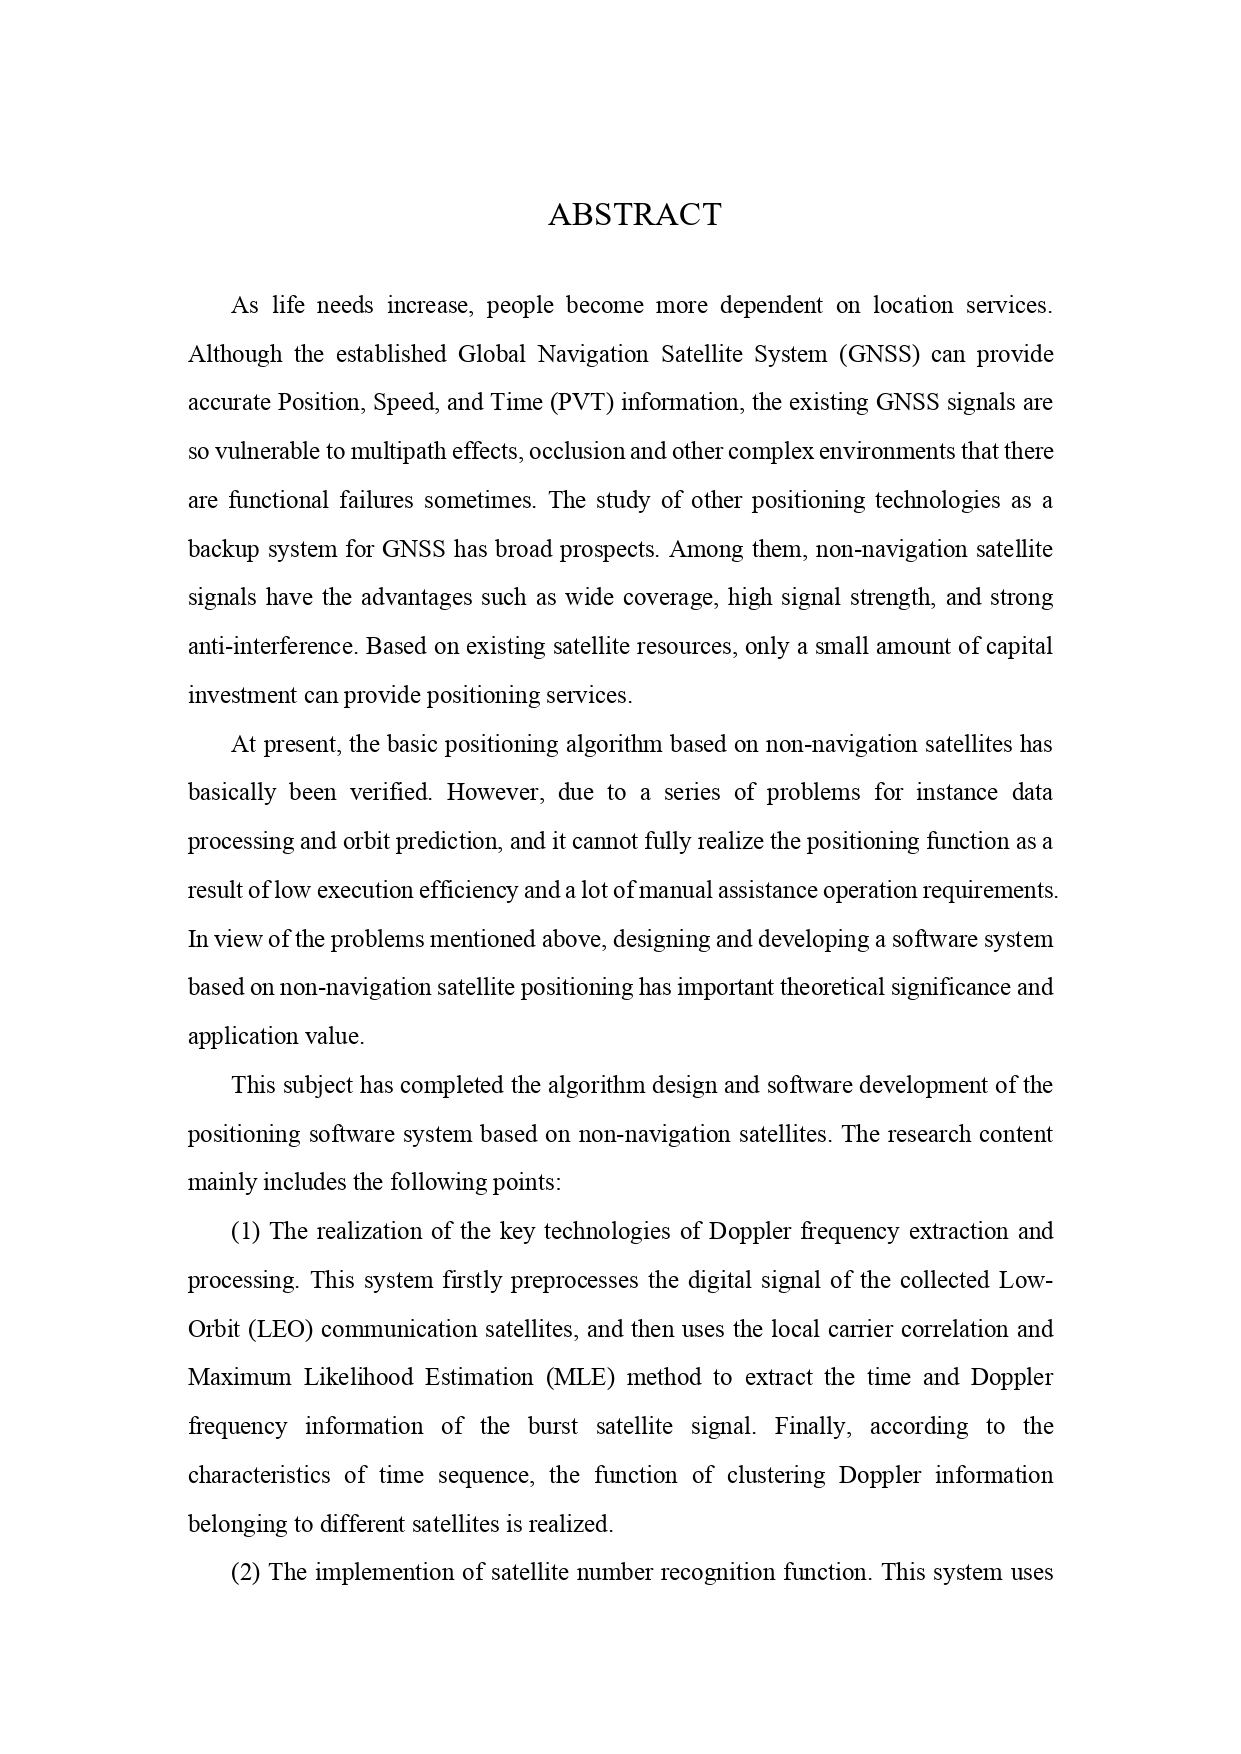 ABSTRACT
As life needs increase, people become more dependent on location services.
Although the established Global Navigation Satellite System (GNSS) can provide
accurate Position, Speed, and Time (PVT) information, the existing GNSS signals are
so vulnerable to multipath effects, occlusion and other complex environments that there
are functional failures sometimes. The study of other positioning technologies as a
backup system for GNSS has broad prospects. Among them, non-navigation satellite
signals have the advantages such as wide coverage, high signal strength, and strong
anti-interference. Based on existing satellite resources, only a small amount of capital
investment can provide positioning services.
At present, the basic positioning algorithm based on non-navigation satellites has
basically been verified. However, due to a series of problems for instance data
processing and orbit prediction, and it cannot fully realize the positioning function as a
result of low execution efficiency and a lot of manual assistance operation requirements.
In view of the problems mentioned above, designing and developing a software system
based on non-navigation satellite positioning has important theoretical significance and
application value.
This subject has completed the algorithm design and software development of the
positioning software system based on non-navigation satellites. The research content
mainly includes the following points:
(1) The realization of the key technologies of Doppler frequency extraction and
processing. This system firstly preprocesses the digital signal of the collected Low-
Orbit (LEO) communication satellites, and then uses the local carrier correlation and
Maximum Likelihood Estimation (MLE) method to extract the time and Doppler
frequency information of the burst satellite signal. Finally, according to the
characteristics of time sequence, the function of clustering Doppler information
belonging to different satellites is realized.
(2) The implemention of satellite number recognition function. This system uses